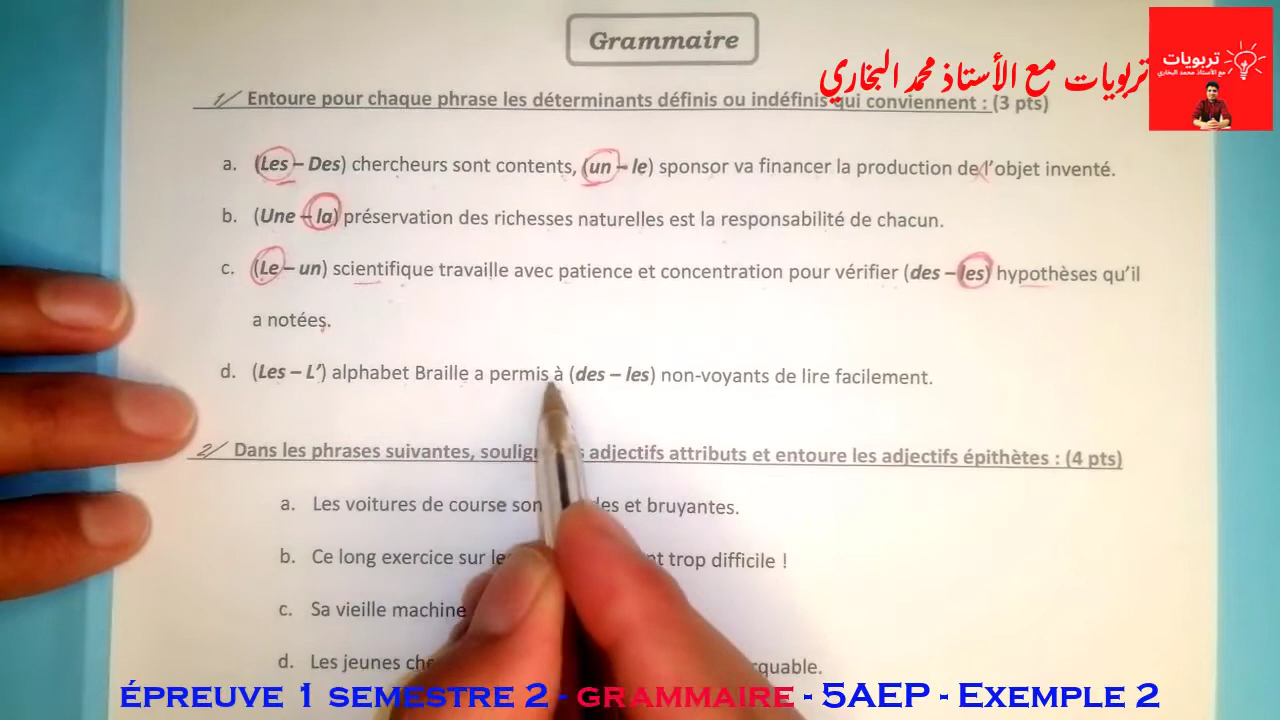 Grammaire
تربويات مع الأستاذ محمد البخاري
تربويات
مع الأستاذ محمد البخاري
1/ Entoure pour chaque phrase les déterminants définis ou indéfinis qui conviennent : (3 pts)
a. (Les – Des) chercheurs sont contents, (un – le) sponsor va financer la production de l'objet inventé.
b. (Une – la) préservation des richesses naturelles est la responsabilité de chacun.
c. (Le – un) scientifique travaille avec patience et concentration pour vérifier (des – les) hypothèses qu'il
a notées.
d. (Les – L') alphabet Braille a permis à (des – les) non-voyants de lire facilement.
2/ Dans les phrases suivantes, adjectifs attributs et entoure les adjectifs épithètes : (4 pts)
a. Les voitures de course et bruyantes.
b. Ce long exercice sur trop difficile !
c. Sa vieille machine
d. Les jeunes
épreuve 1 semestre 2 - grammaire - 5AEP - Exemple 2